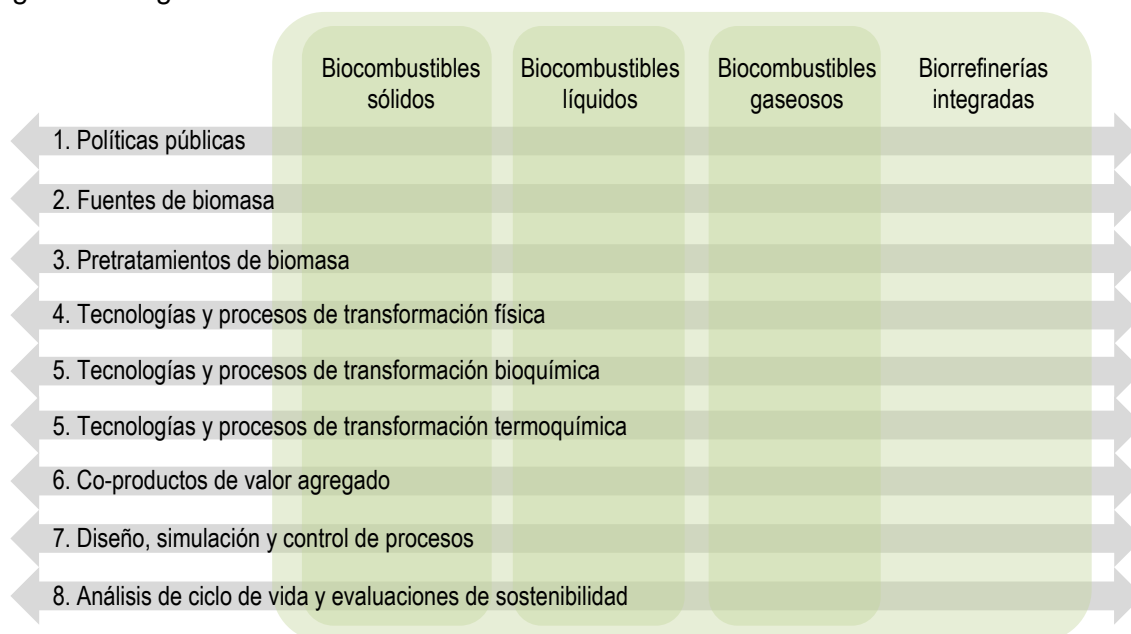 Biocombustibles
sólidos
Biocombustibles
líquidos
Biocombustibles
gaseosos
Biorrefinerías
integradas
1. Políticas públicas
2. Fuentes de biomasa
3. Pretratamientos de biomasa
4. Tecnologías y procesos de transformación física
5. Tecnologías y procesos de transformación bioquímica
5. Tecnologías y procesos de transformación termoquímica
6. Co-productos de valor agregado
7. Diseño, simulación y control de procesos
8. Análisis de ciclo de vida y evaluaciones de sostenibilidad